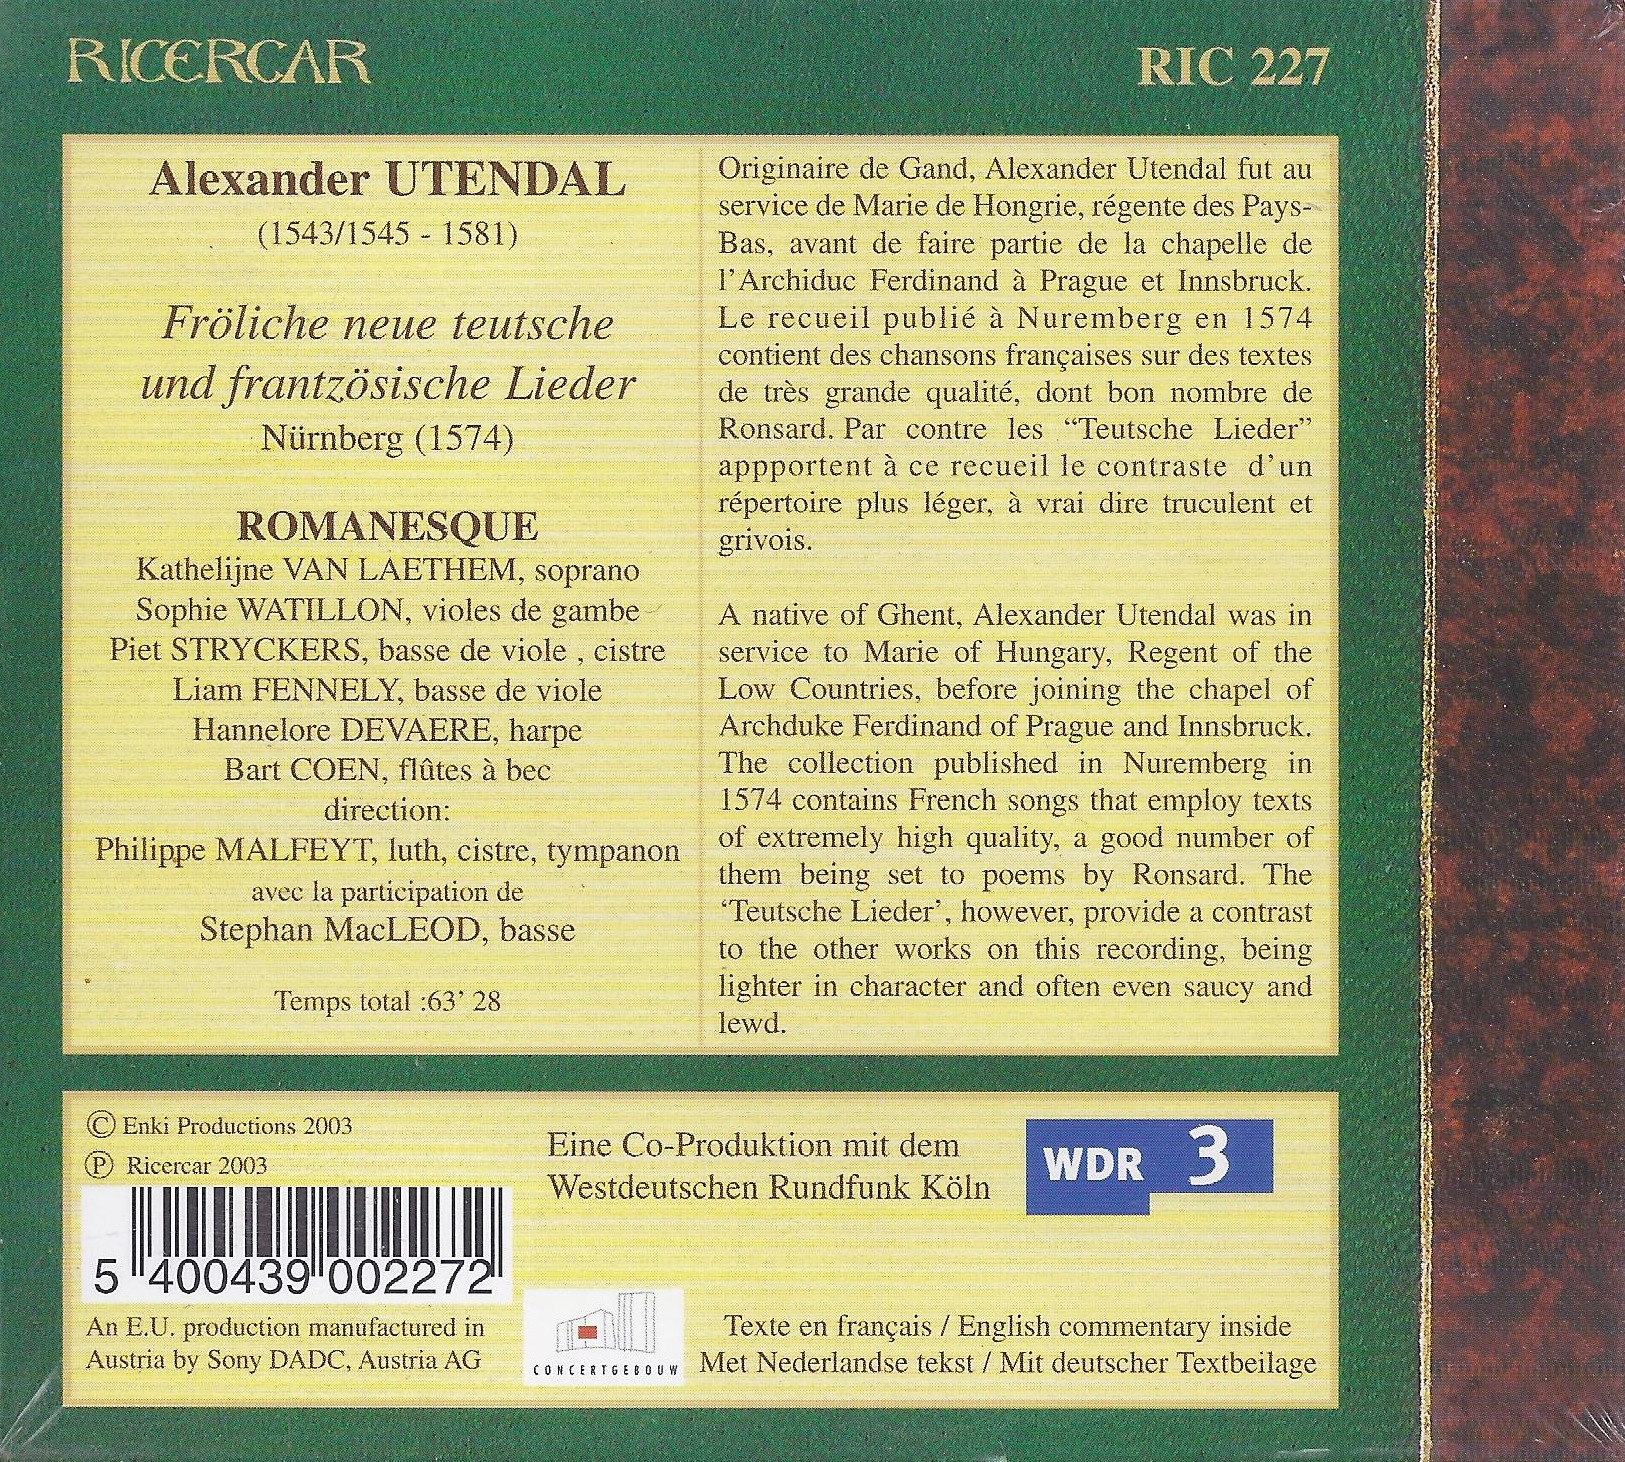 RICERCAR
RIC 227
Alexander UTENDAL
(1543/1545 - 1581)
Fröliche neue teutsche
und frantzösische Lieder
Nürnberg (1574)
ROMANESQUE
Kathelijne VAN LAETHEM, soprano
Sophie WATILLON, violes de gambe
Piet STRYCKERS, basse de viole , cistre
Liam FENNELY, basse de viole
Hannelore DEVAERE, harpe
Bart COEN, flûtes à bec
direction:
Philippe MALFEYT, luth, cistre, tympanon
avec la participation de
Stephan MacLEOD, basse
Temps total :63' 28
Originaire de Gand, Alexander Utendal fut au
service de Marie de Hongrie, régente des Pays-
Bas, avant de faire partie de la chapelle de
l'Archiduc Ferdinand à Prague et Innsbruck.
Le recueil publié à Nuremberg en 1574
contient des chansons françaises sur des textes
de très grande qualité, dont bon nombre de
Ronsard. Par contre les “Teutsche Lieder”
appportent à ce recueil le contraste d'un
répertoire plus léger, à vrai dire truculent et
grivois.
A native of Ghent, Alexander Utendal was in
service to Marie of Hungary, Regent of the
Low Countries, before joining the chapel of
Archduke Ferdinand of Prague and Innsbruck.
The collection published in Nuremberg in
1574 contains French songs that employ texts
of extremely high quality, a good number of
them being set to poems by Ronsard. The
‘Teutsche Lieder’, however, provide a contrast
to the other works on this recording, being
lighter in character and often even saucy and
lewd.
© Enki Productions 2003
℗ Ricercar 2003
5 400439 002272
An E.U. production manufactured in
Austria by Sony DADC, Austria AG
Eine Co-Produktion mit dem
Westdeutschen Rundfunk Köln
WDR 3
CONCERTGEBOUW
Texte en français / English commentary inside
Met Nederlandse tekst / Mit deutscher Textbeilage